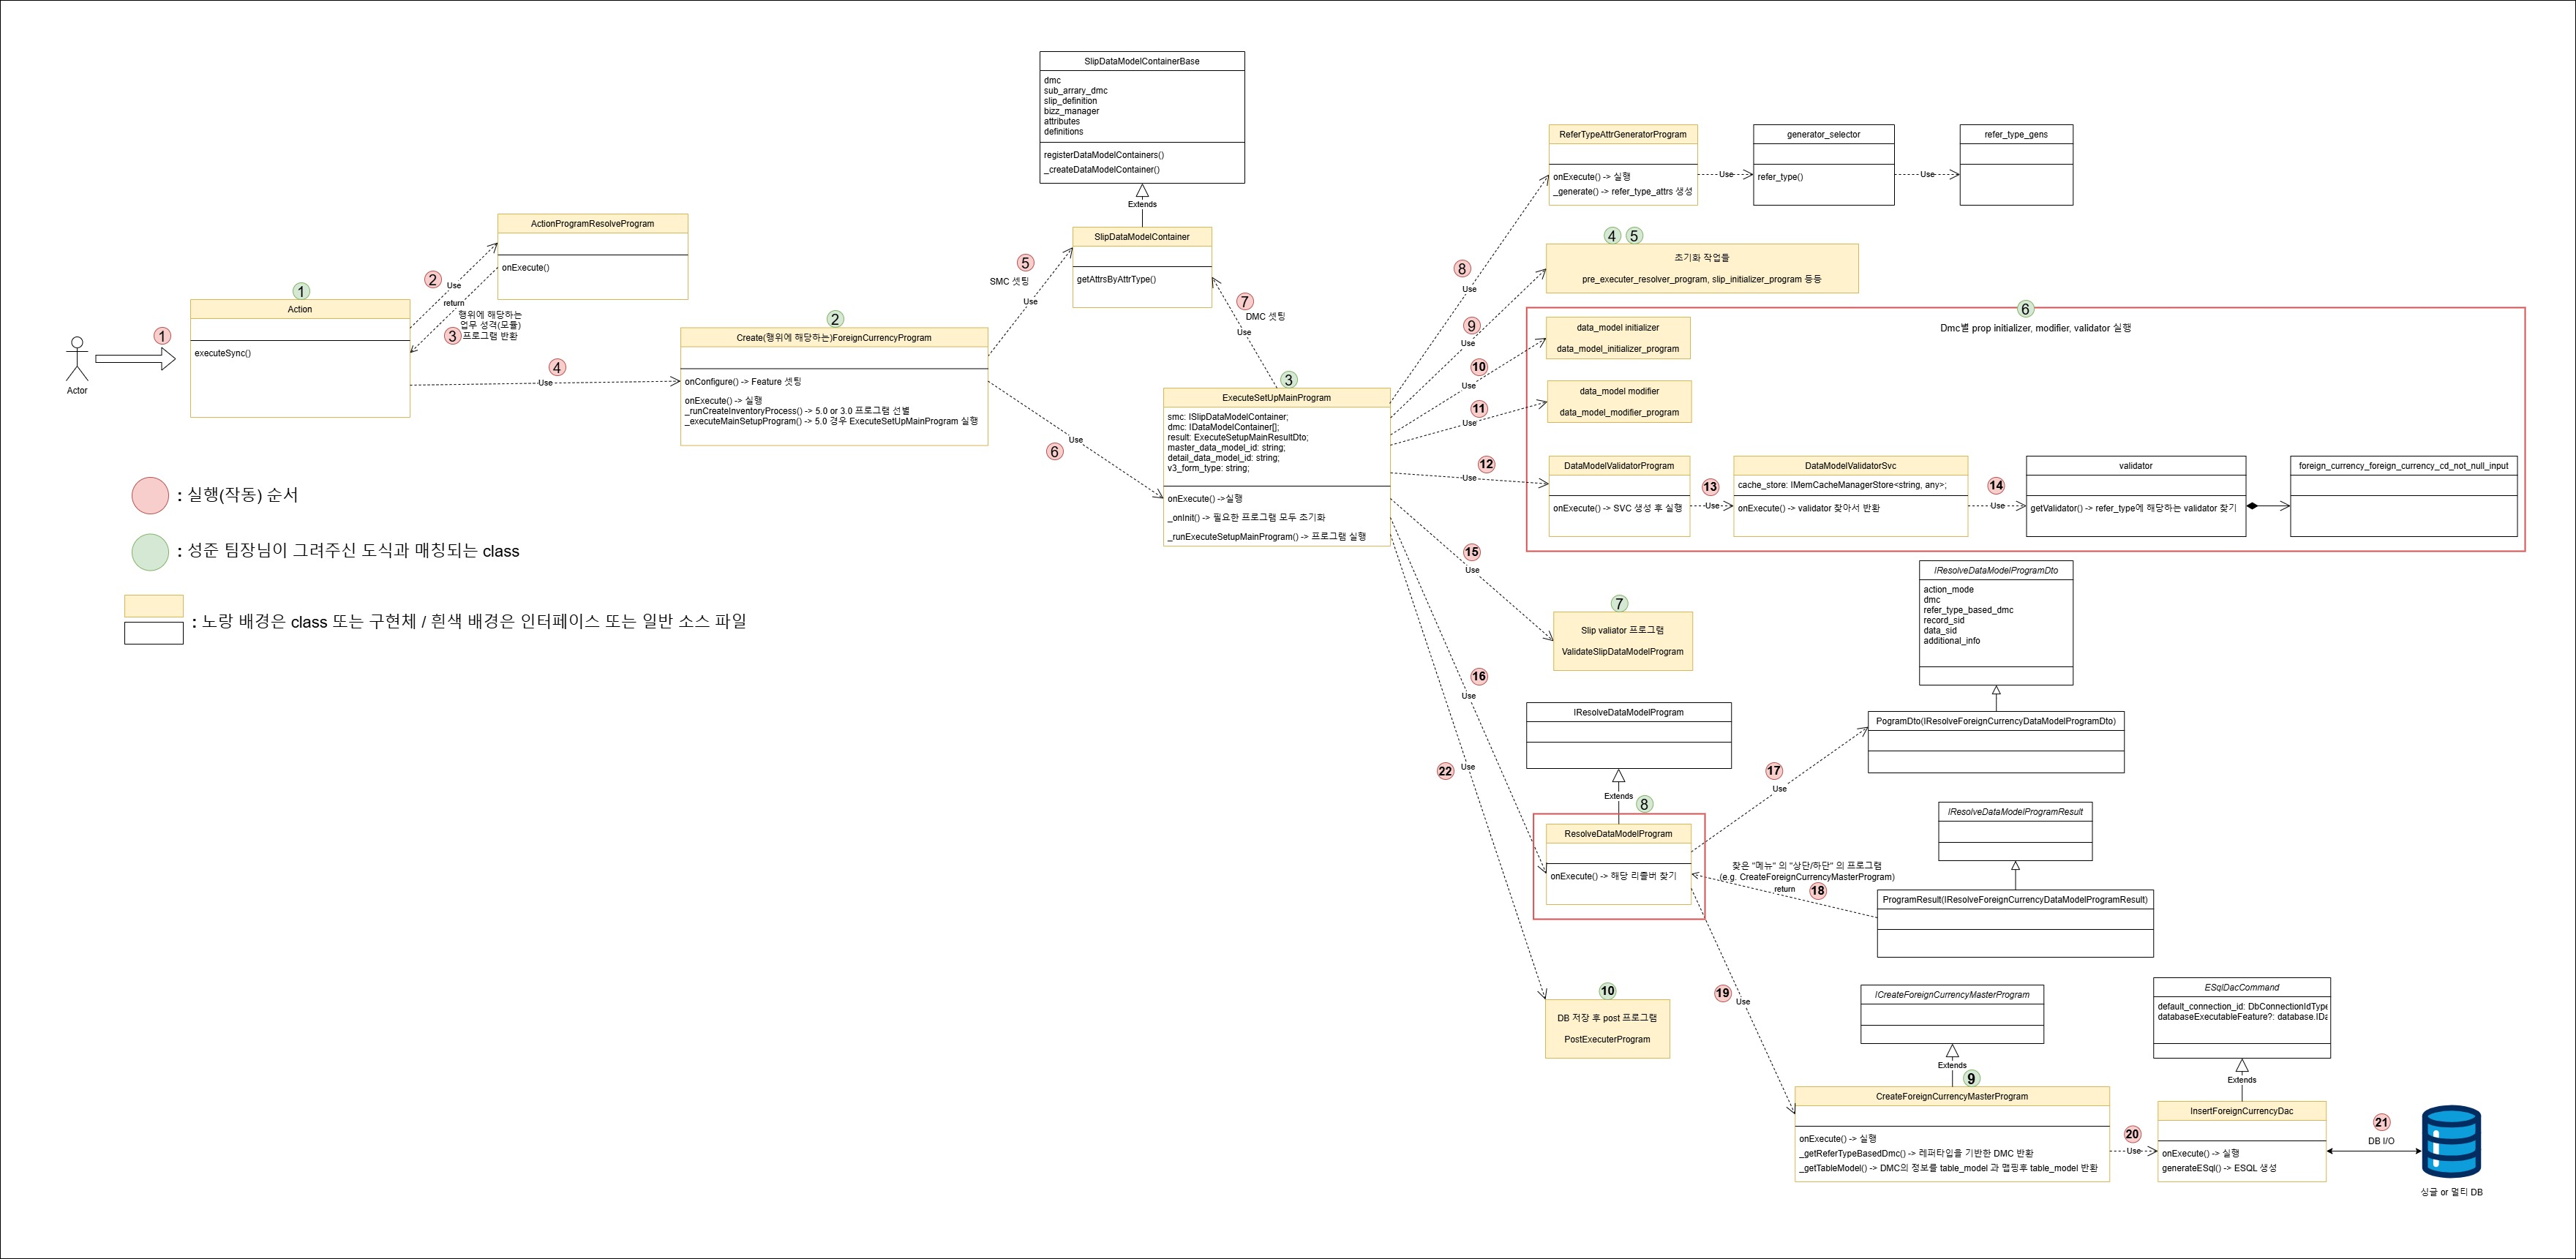 SlipDataModelContainerBase
dmc
sub_arrary_dmc
slip_definition
bizz_manager
attributes
definitions
registerDataModelContainers()
_createDataModelContainer()
Extends
SlipDataModelContainer
getAttrsByAttrType()
ActionProgramResolveProgram
onExecute()
2
Use
return
행위에 해당하는
업무 성격(모듈)
프로그램 반환
3
1
Action
executeSync()
1
Actor
4
Use
2
Create(행위에 해당하는)ForeignCurrencyProgram
onConfigure() -> Feature 셋팅
onExecute() -> 실행
_runCreateInventoryProcess() -> 5.0 or 3.0 프로그램 선별
_executeMainSetupProgram() -> 5.0 경우 ExecuteSetUpMainProgram 실행
5
SMC 셋팅
Use
6
Use
7
DMC 셋팅
Use
3
ExecuteSetUpMainProgram
smc: ISlipDataModelContainer;
dmc: IDataModelContainer[];
result: ExecuteSetupMainResultDto;
master_data_model_id: string;
detail_data_model_id: string;
v3_form_type: string;
onExecute() ->실행
_onInit() -> 필요한 프로그램 모두 초기화
_runExecuteSetupMainProgram() -> 프로그램 실행
: 실행(작동) 순서
: 성준 팀장님이 그려주신 도식과 매칭되는 class
: 노랑 배경은 class 또는 구현체 / 흰색 배경은 인터페이스 또는 일반 소스 파일
8
Use
ReferTypeAttrGeneratorProgram
onExecute() -> 실행
_generate() -> refer_type_attrs 생성
Use
generator_selector
refer_type()
Use
refer_type_gens
9
Use
4
5
초기화 작업들
pre_executer_resolver_program, slip_initializer_program 등등
6
Dmc별 prop initializer, modifier, validator 실행
10
Use
data_model initializer
data_model_initializer_program
11
Use
data_model modifier
data_model_modifier_program
12
Use
DataModelValidatorProgram
onExecute() -> SVC 생성 후 실행
13
Use
DataModelValidatorSvc
cache_store: IMemCacheManagerStore<string, any>;
onExecute() -> validator 찾아서 반환
14
Use
validator
getValidator() -> refer_type에 해당하는 validator 찾기
foreign_currency_foreign_currency_cd_not_null_input
15
Use
7
Slip valiator 프로그램
ValidateSlipDataModelProgram
16
Use
IResolveDataModelProgram
Extends
8
ResolveDataModelProgram
onExecute() -> 해당 리졸버 찾기
IResolveDataModelProgramDto
action_mode
dmc
refer_type_based_dmc
record_sid
data_sid
additional_info
17
Use
PogramDto(IResolveForeignCurrencyDataModelProgramDto)
IResolveDataModelProgramResult
찾은 "메뉴" 의 "상단/하단" 의 프로그램
(e.g. CreateForeignCurrencyMasterProgram)
return
18
ProgramResult(IResolveForeignCurrencyDataModelProgramResult)
22
Use
10
DB 저장 후 post 프로그램
PostExecuterProgram
19
Use
ICreateForeignCurrencyMasterProgram
Extends
9
CreateForeignCurrencyMasterProgram
onExecute() -> 실행
_getReferTypeBasedDmc() -> 레퍼타입을 기반한 DMC 반환
_getTableModel() -> DMC의 정보를 table_model 과 맵핑후 table_model 반환
20
Use
ESqlDacCommand
default_connection_id: DbConnectionIdType
databaseExecutableFeature?: database.IDa
Extends
InsertForeignCurrencyDac
onExecute() -> 실행
generateESql() -> ESQL 생성
21
DB I/O
싱글 or 멀티 DB